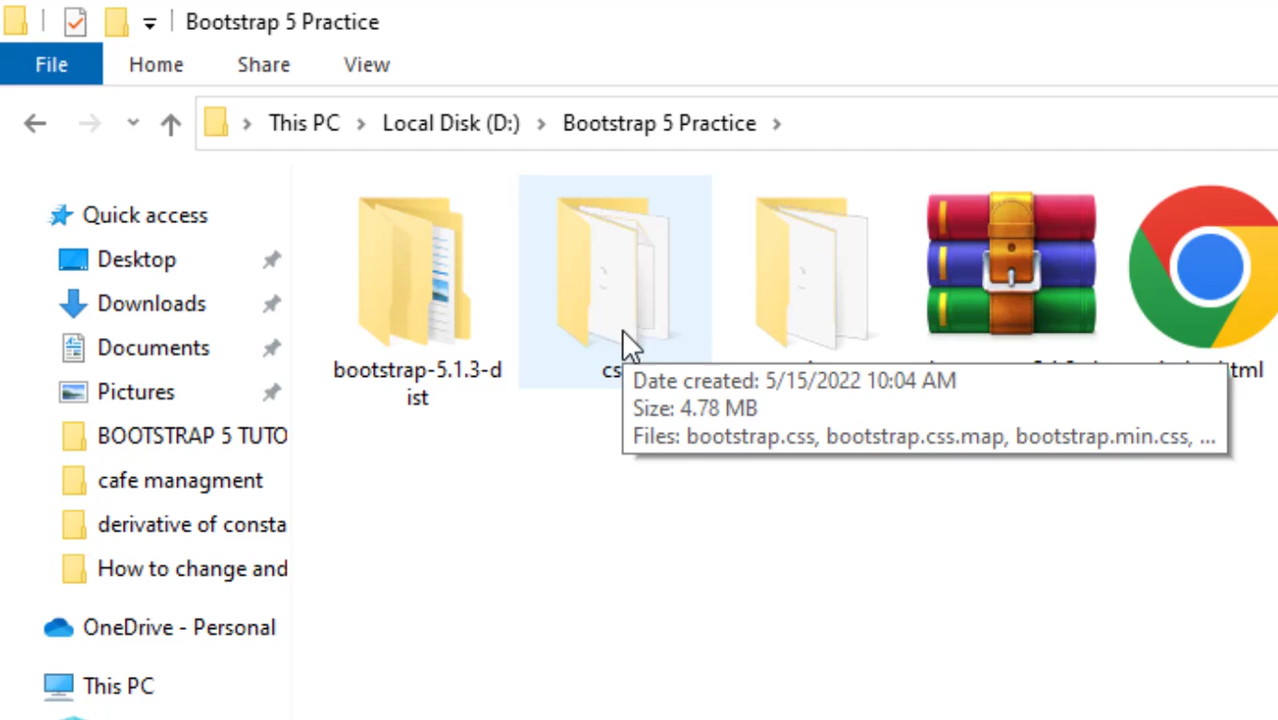 Bootstrap 5 Practice
File Home Share View
This PC Local Disk (D:) Bootstrap 5 Practice
Quick access
Desktop
Downloads
Documents
Pictures
BOOTSTRAP 5 TUTO
cafe managment
derivative of consta
How to change and
OneDrive - Personal
This PC
bootstrap-5.1.3-d
ist
cs
tml
Date created: 5/15/2022 10:04 AM
Size: 4.78 MB
Files: bootstrap.css, bootstrap.css.map, bootstrap.min.css, ...